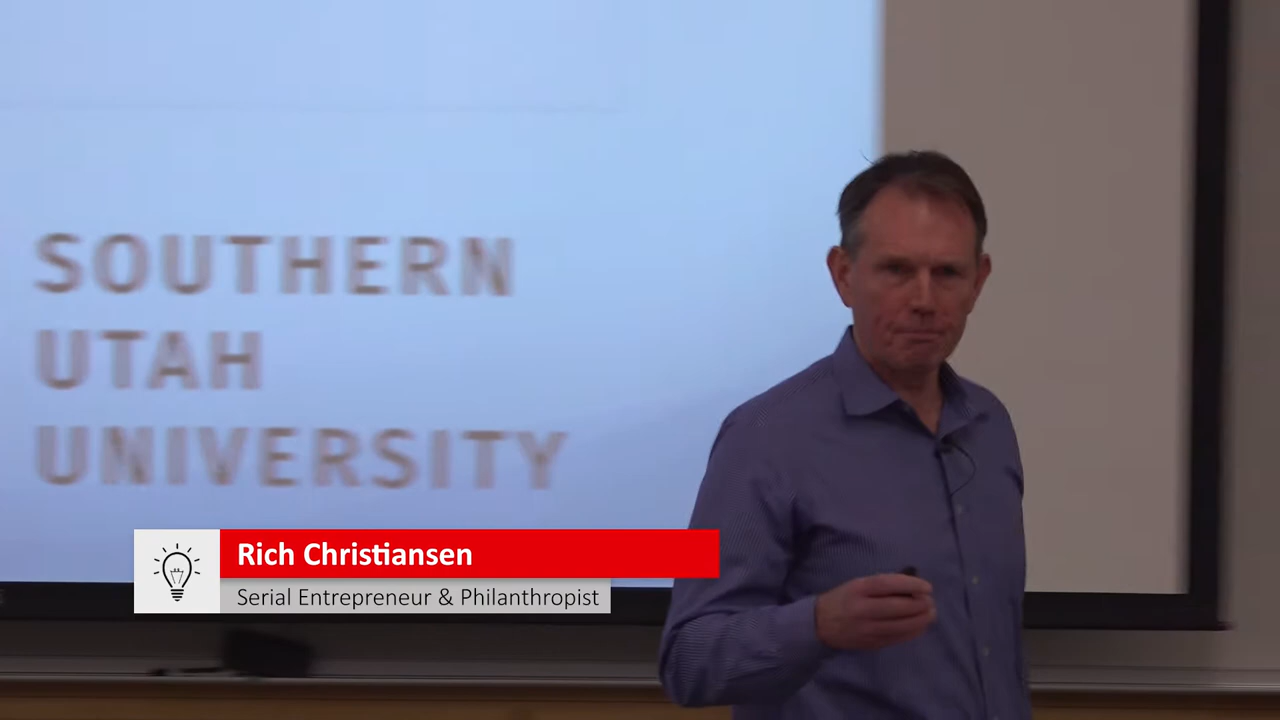 SOUTHERN
UTAH
UNIVERSITY
Rich Christiansen
Serial Entrepreneur & Philanthropist